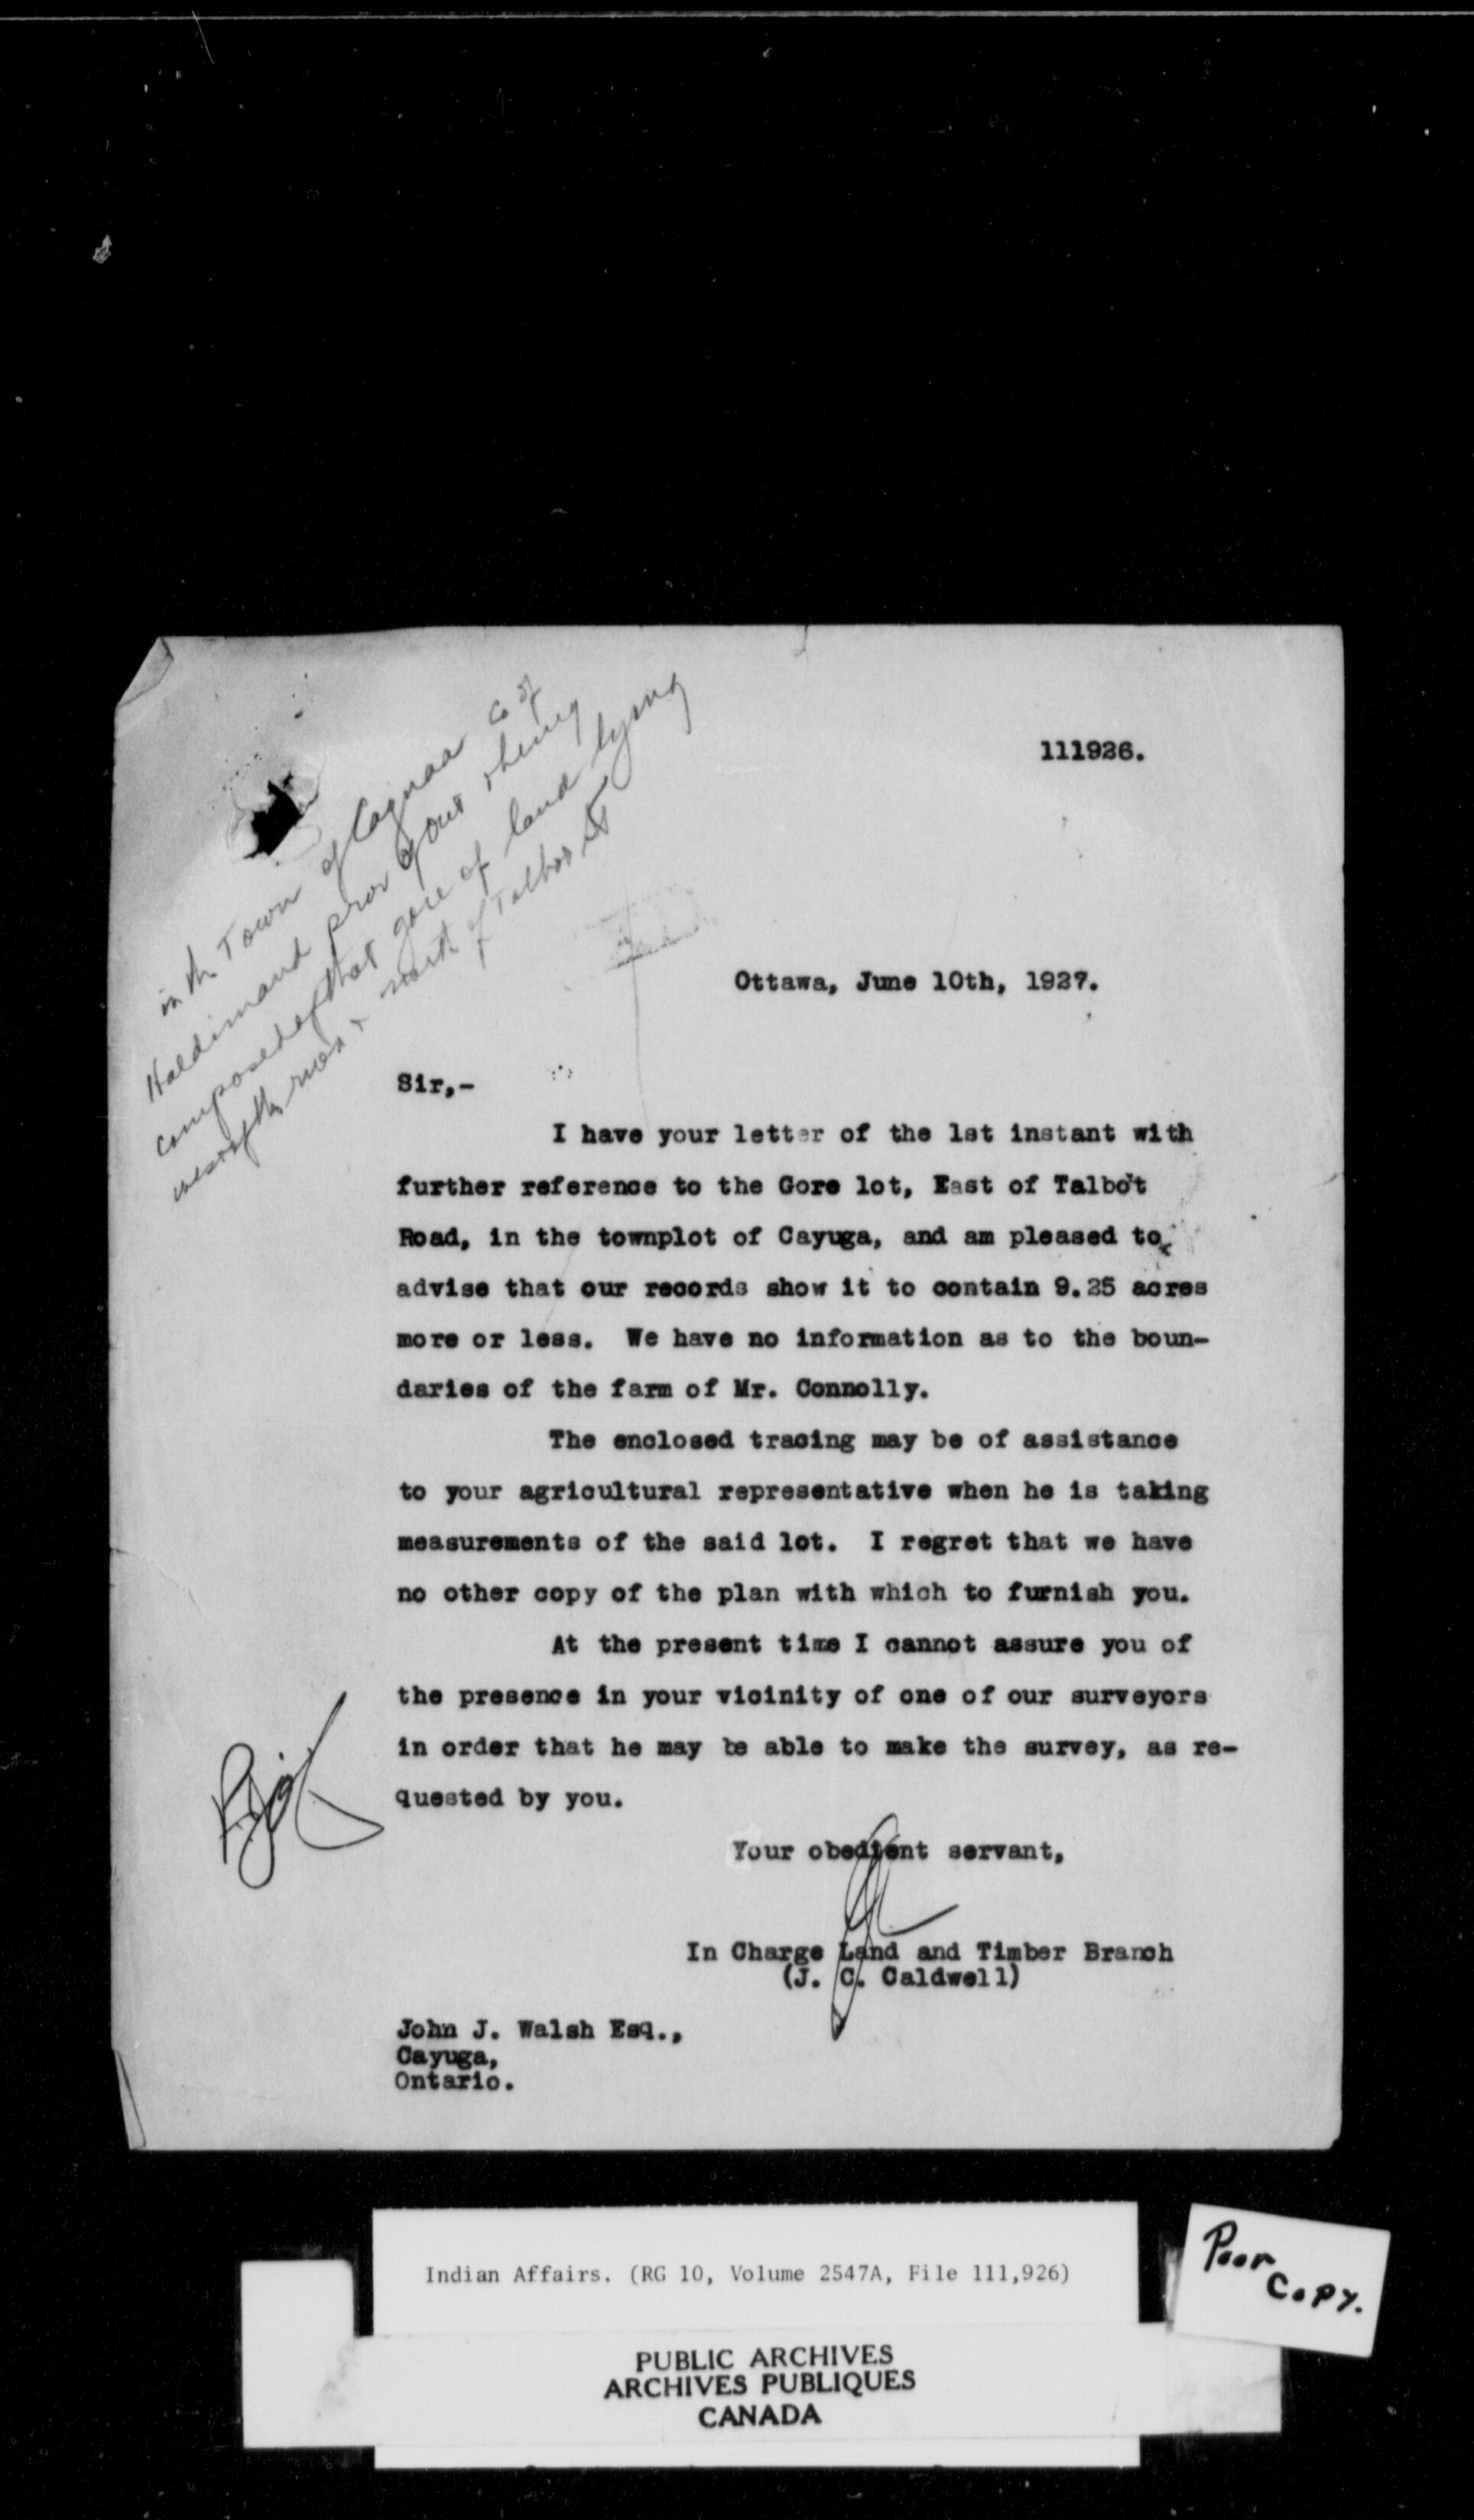 in the Town of Cayuga Co of
Haldimand prov of Ont & being
composed of that gore of land lying
west of the river & north of Talbot St
111926.
Ottawa, June 10th, 1927.
Sir,-
I have your letter of the 1st instant with
further reference to the Gore lot, East of Talbot
Road, in the townplot of Cayuga, and am pleased to
advise that our records show it to contain 9.25 acres
more or less. We have no information as to the boun-
daries of the farm of Mr. Connolly.
The enclosed tracing may be of assistance
to your agricultural representative when he is taking
measurements of the said lot. I regret that we have
no other copy of the plan with which to furnish you.
At the present time I cannot assure you of
the presence in your vicinity of one of our surveyors
in order that he may be able to make the survey, as re-
quested by you.
Your obedient servant,
In Charge Land and Timber Branch
(J. C. Caldwell)
John J. Walsh Esq.,
Cayuga,
Ontario.
Indian Affairs. (RG 10, Volume 2547A, File 111,926)
Poor
Copy.
PUBLIC ARCHIVES
ARCHIVES PUBLIQUES
CANADA